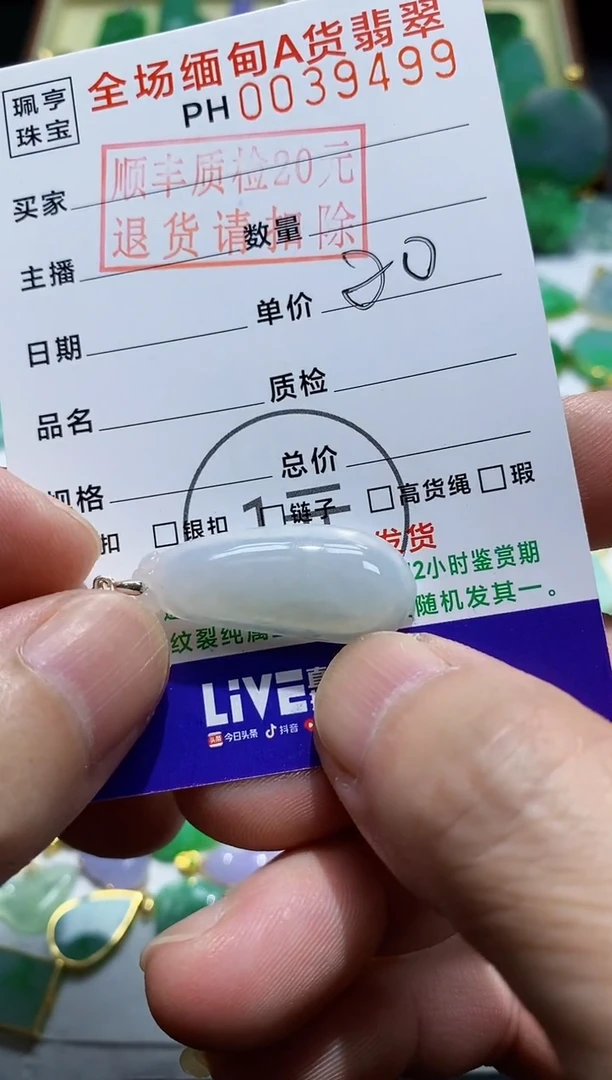 珮亨
珠宝
全场缅甸A货翡翠
PH0039499
顺丰质检20元
退货请扣除
买家
数量
主播
单价 20
日期
质检
品名
总价
规格
扣 □银扣 □链子 □高货绳 □瑕
发货
2小时鉴赏期
随机发其一。
纹裂纯属
LiVE
今日头条 抖音